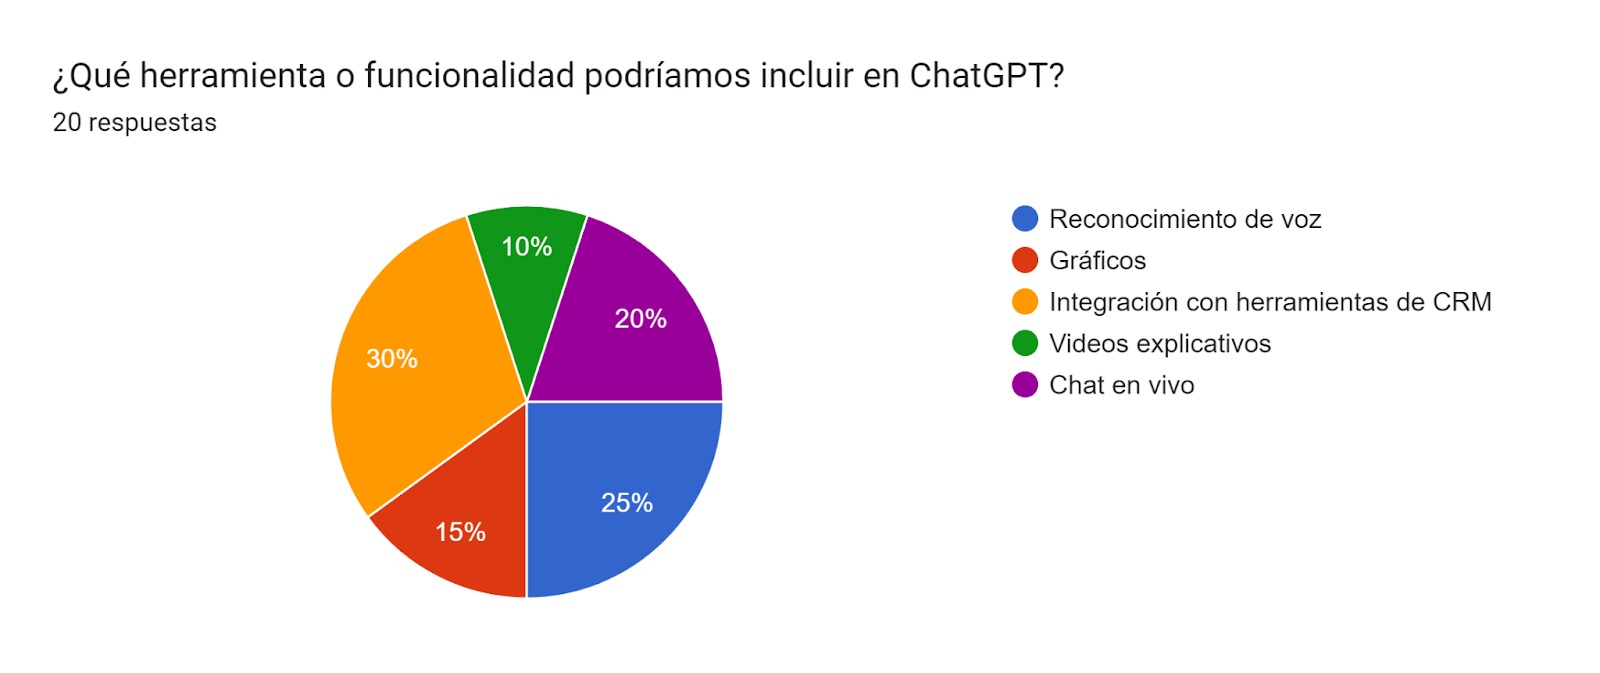 ¿Qué herramienta o funcionalidad podríamos incluir en ChatGPT?
20 respuestas
10%
20%
30%
25%
15%
Reconocimiento de voz
Gráficos
Integración con herramientas de CRM
Videos explicativos
Chat en vivo